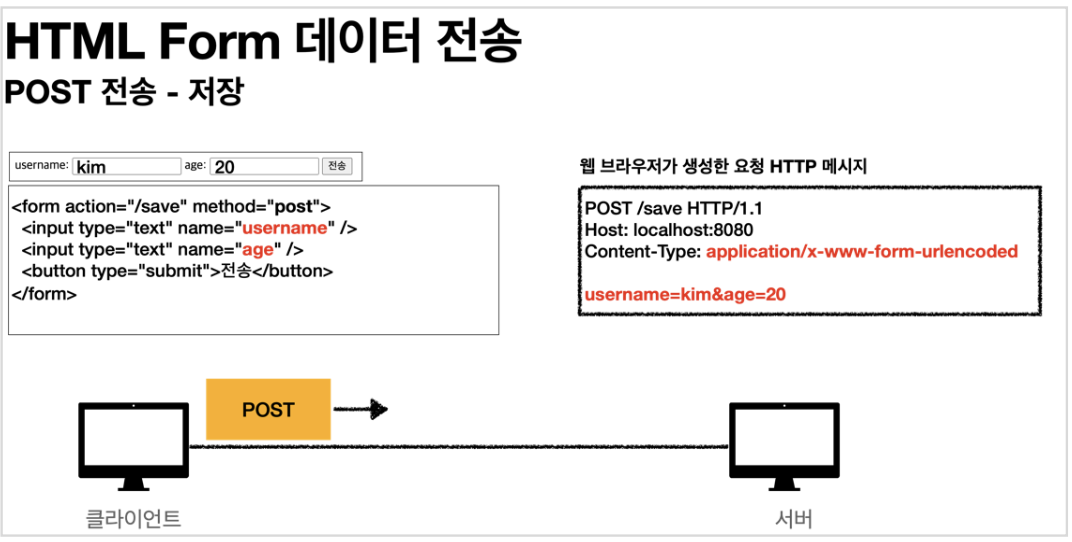 HTML Form 데이터 전송
POST 전송 - 저장
username: kim age: 20 전송
<form action="/save" method="post">
<input type="text" name="username" />
<input type="text" name="age" />
<button type="submit">전송</button>
</form>
웹 브라우저가 생성한 요청 HTTP 메시지
POST /save HTTP/1.1
Host: localhost:8080
Content-Type: application/x-www-form-urlencoded
username=kim&age=20
POST
클라이언트
서버